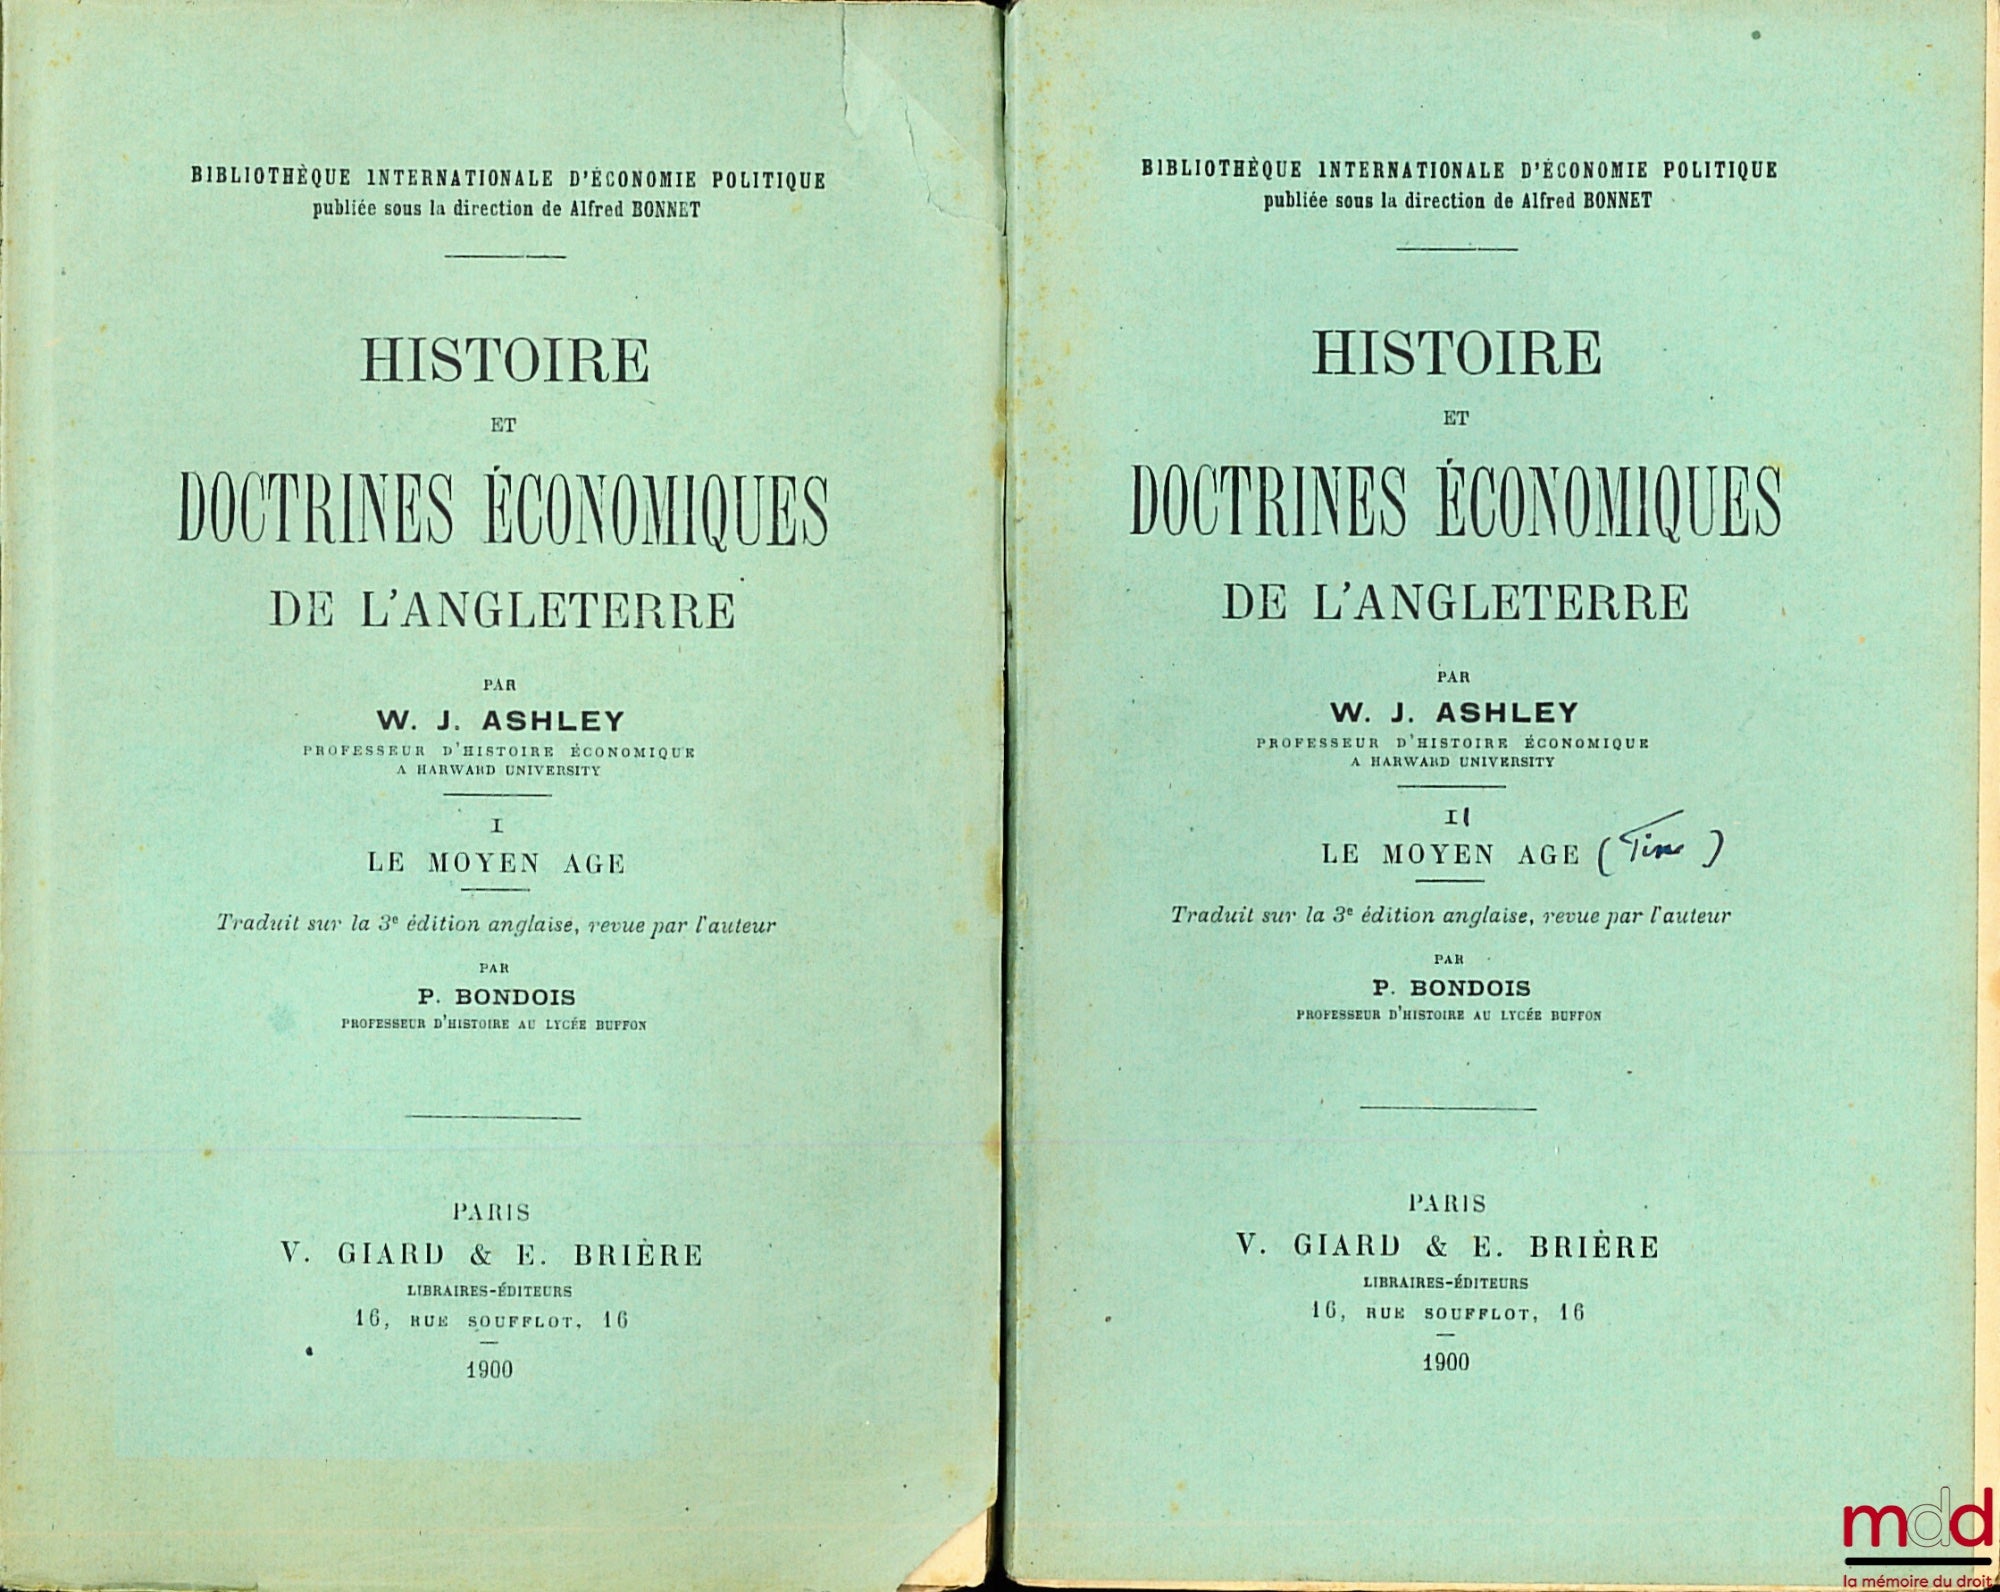 BIBLIOTHÈQUE INTERNATIONALE D'ÉCONOMIE POLITIQUE
publiée sous la direction de Alfred BONNET
HISTOIRE
ET
DOCTRINES ÉCONOMIQUES
DE L'ANGLETERRE
PAR
W. J. ASHLEY
PROFESSEUR D'HISTOIRE ÉCONOMIQUE
A HARWARD UNIVERSITY
I
LE MOYEN AGE
Traduit sur la 3e édition anglaise, revue par l'auteur
PAR
P. BONDOIS
PROFESSEUR D'HISTOIRE AU LYCÉE BUFFON
PARIS
V. GIARD & E. BRIÈRE
LIBRAIRES-ÉDITEURS
16, RUE SOUFFLOT, 16
1900
BIBLIOTHÈQUE INTERNATIONALE D'ÉCONOMIE POLITIQUE
publiée sous la direction de Alfred BONNET
HISTOIRE
ET
DOCTRINES ÉCONOMIQUES
DE L'ANGLETERRE
PAR
W. J. ASHLEY
PROFESSEUR D'HISTOIRE ÉCONOMIQUE
A HARWARD UNIVERSITY
II
LE MOYEN AGE
Traduit sur la 3e édition anglaise, revue par l'auteur
PAR
P. BONDOIS
PROFESSEUR D'HISTOIRE AU LYCÉE BUFFON
PARIS
V. GIARD & E. BRIÈRE
LIBRAIRES-ÉDITEURS
16, RUE SOUFFLOT, 16
1900
mdd
la mémoire du droit